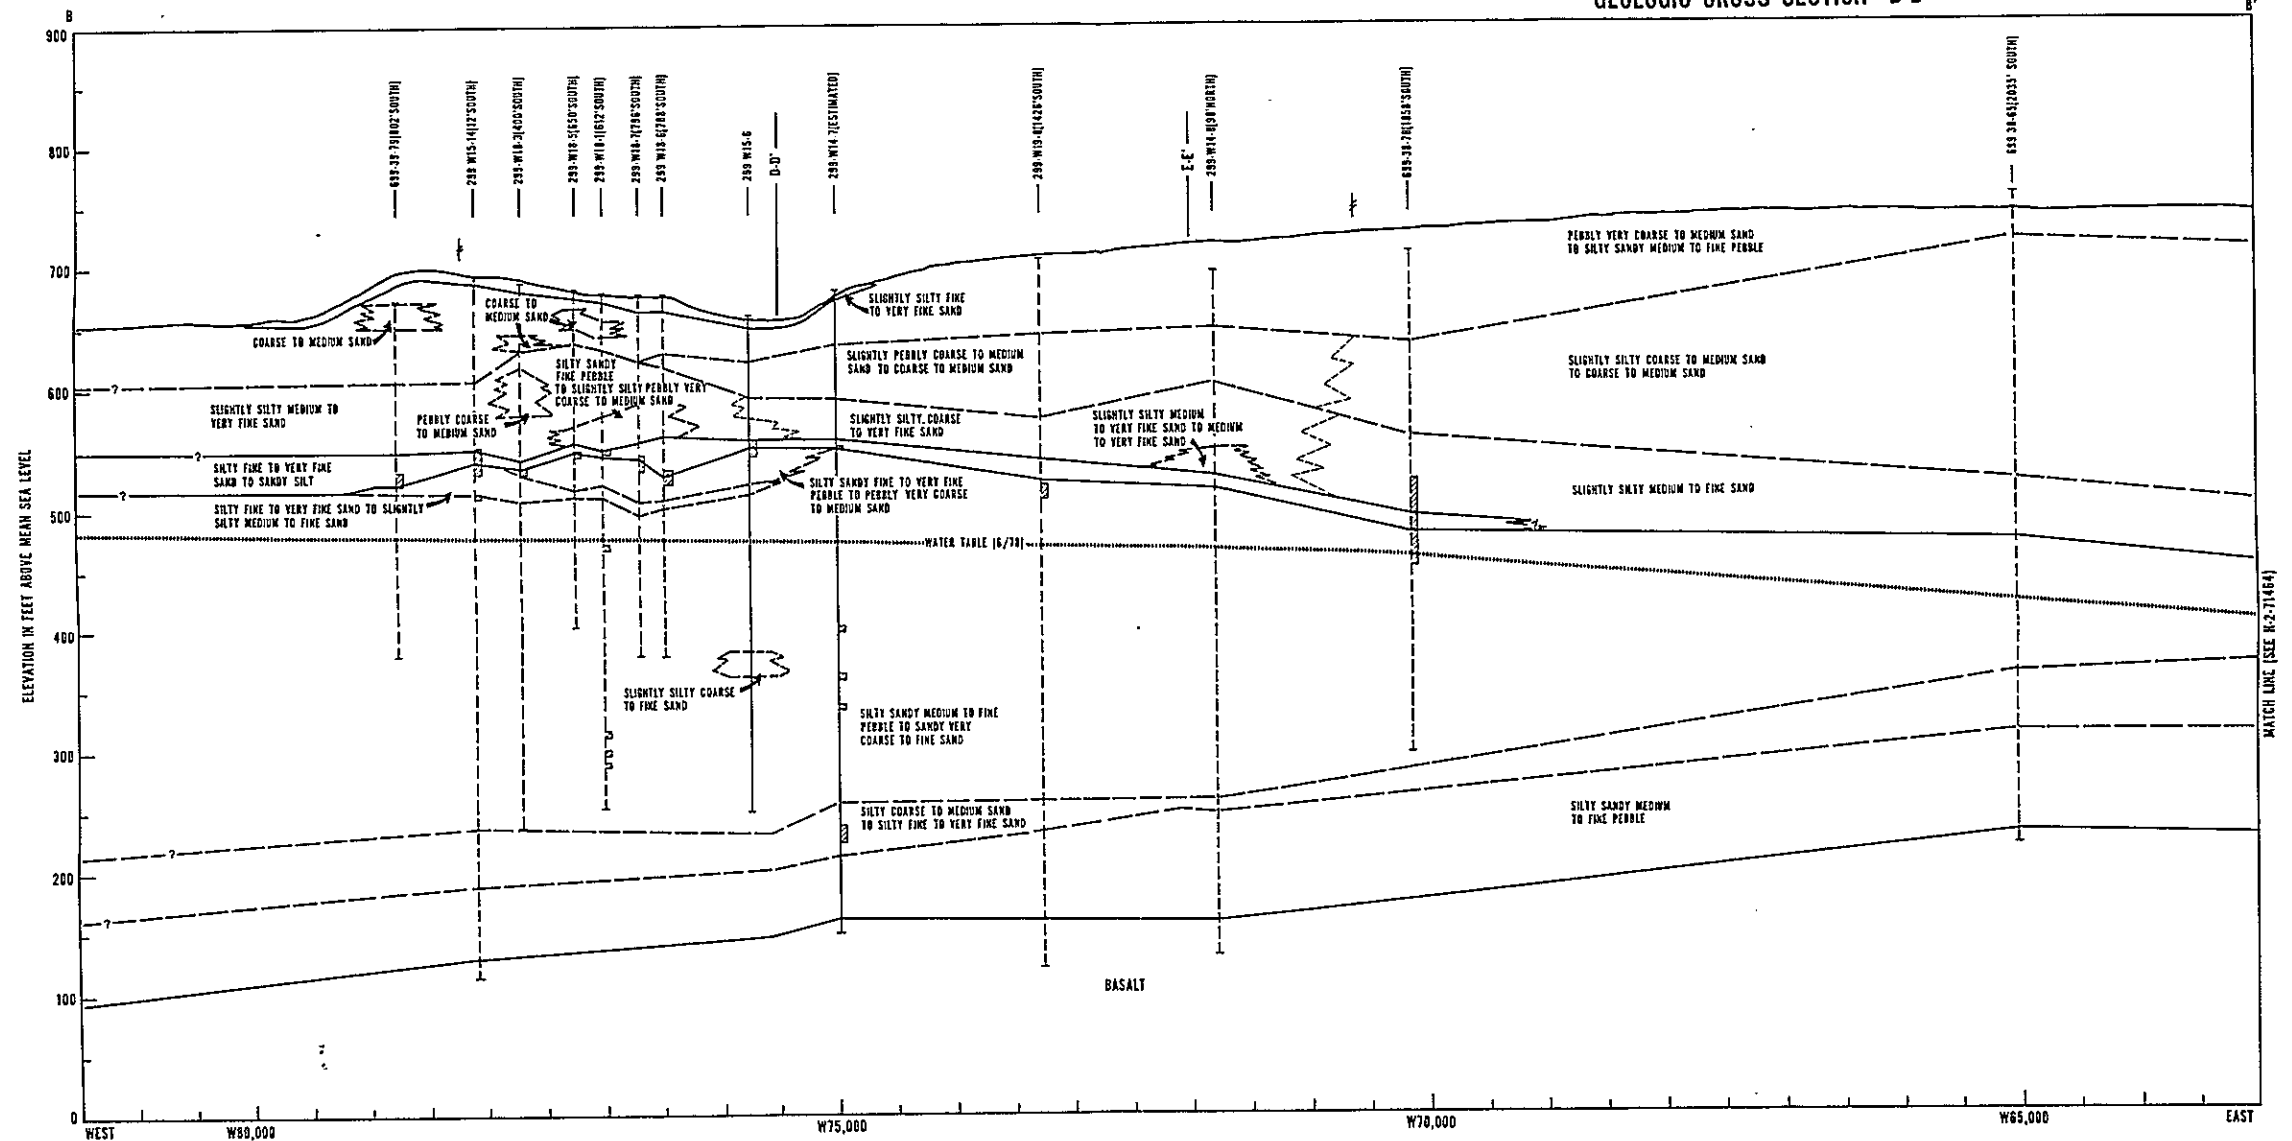 GEOLOGIC CROSS SECTION B-B'
B
B'
900
800
700
600
500
400
300
200
100
0
ELEVATION IN FEET ABOVE MEAN SEA LEVEL
699-39-79(802'SOUTH)
299-W15-14(12'SOUTH)
299-W18-3(400'SOUTH)
299-W18-5(650'SOUTH)
299-W18-1(612'SOUTH)
299-W18-7(796'SOUTH)
299-W18-6(788'SOUTH)
299-W15-6
D-D'
299-W14-7(ESTIMATED)
299-W19-8(1426'SOUTH)
E-E'
299-W14-8(98'NORTH)
699-38-70(1858'SOUTH)
699-38-65(2035' SOUTH)
PEBBLY VERY COARSE TO MEDIUM SAND
TO SILTY SANDY MEDIUM TO FINE PEBBLE
SLIGHTLY SILTY FINE
TO VERY FINE SAND
COARSE TO
MEDIUM SAND
COARSE TO MEDIUM SAND
SLIGHTLY PEBBLY COARSE TO MEDIUM
SAND TO COARSE TO MEDIUM SAND
SLIGHTLY SILTY COARSE TO MEDIUM SAND
TO COARSE TO MEDIUM SAND
SILTY SANDY
FINE PEBBLE
TO SLIGHTLY SILTY PEBBLY VERY
COARSE TO MEDIUM SAND
SLIGHTLY SILTY MEDIUM TO
VERY FINE SAND
PEBBLY COARSE
TO MEDIUM SAND
SLIGHTLY SILTY COARSE
TO VERY FINE SAND
SLIGHTLY SILTY MEDIUM
TO VERY FINE SAND TO MEDIUM
TO VERY FINE SAND
SILTY FINE TO VERY FINE
SAND TO SANDY SILT
SILTY SANDY FINE TO VERY FINE
PEBBLE TO PEBBLY VERY COARSE
TO MEDIUM SAND
SLIGHTLY SILTY MEDIUM TO FINE SAND
SILTY FINE TO VERY FINE SAND TO SLIGHTLY
SILTY MEDIUM TO FINE SAND
WATER TABLE (6/78)
SLIGHTLY SILTY COARSE
TO FINE SAND
SILTY SANDY MEDIUM TO FINE
PEBBLE TO SANDY VERY
COARSE TO FINE SAND
SILTY COARSE TO MEDIUM SAND
TO SILTY FINE TO VERY FINE SAND
SILTY SANDY MEDIUM
TO FINE PEBBLE
BASALT
?
?
?
?
?
MATCH LINE (SEE H-2-71464)
WEST
W80,000
W75,000
W70,000
W65,000
EAST